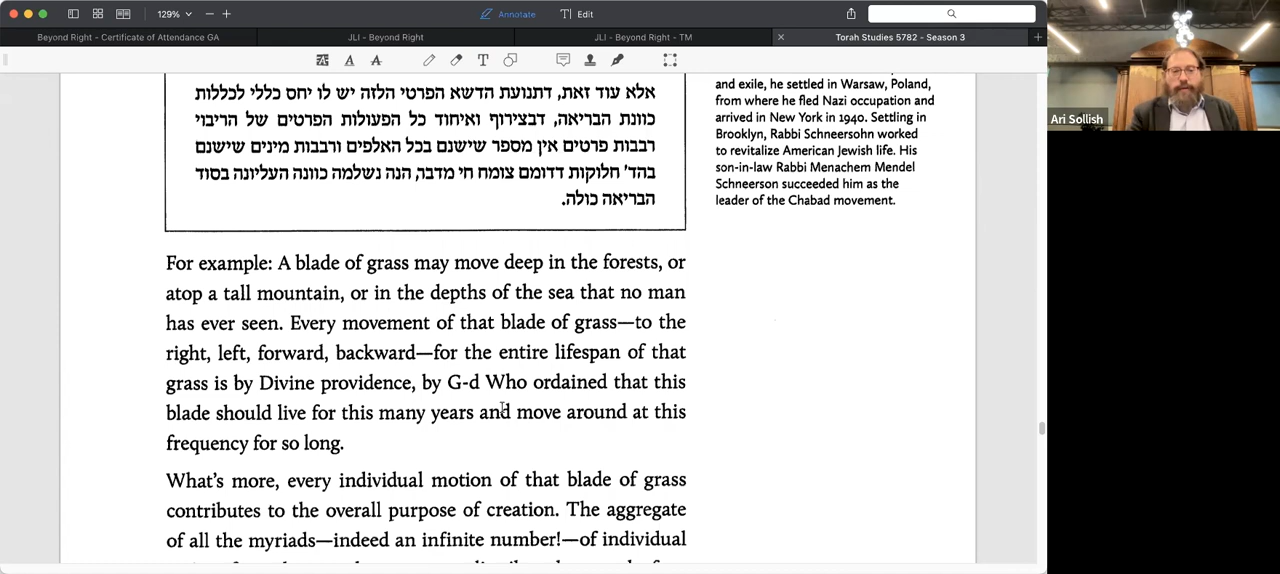 129%
Annotate
Edit
Beyond Right - Certificate of Attendance GA
JLI - Beyond Right
JLI - Beyond Right - TM
Torah Studies 5782 - Season 3
אלא עוד זאת, דתנועת הדשא הפרטי הלזה יש לו יחס כללי לכללות
כוונת הבריאה, דבצירוף ואיחוד כל הפעולות הפרטים של הריבוי
רבבות פרטים אין מספר שישנם בכל האלפים ורבבות מינים שישנם
בהד' חלוקות דדומם צומח חי מדבר, הנה נשלמה כוונה העליונה בסוד
הבריאה כולה.
For example: A blade of grass may move deep in the forests, or
atop a tall mountain, or in the depths of the sea that no man
has ever seen. Every movement of that blade of grass—to the
right, left, forward, backward—for the entire lifespan of that
grass is by Divine providence, by G-d Who ordained that this
blade should live for this many years and move around at this
frequency for so long.
What's more, every individual motion of that blade of grass
contributes to the overall purpose of creation. The aggregate
of all the myriads—indeed an infinite number!—of individual
and exile, he settled in Warsaw, Poland,
from where he fled Nazi occupation and
arrived in New York in 1940. Settling in
Brooklyn, Rabbi Schneersohn worked
to revitalize American Jewish life. His
son-in-law Rabbi Menachem Mendel
Schneerson succeeded him as the
leader of the Chabad movement.
Ari Sollish